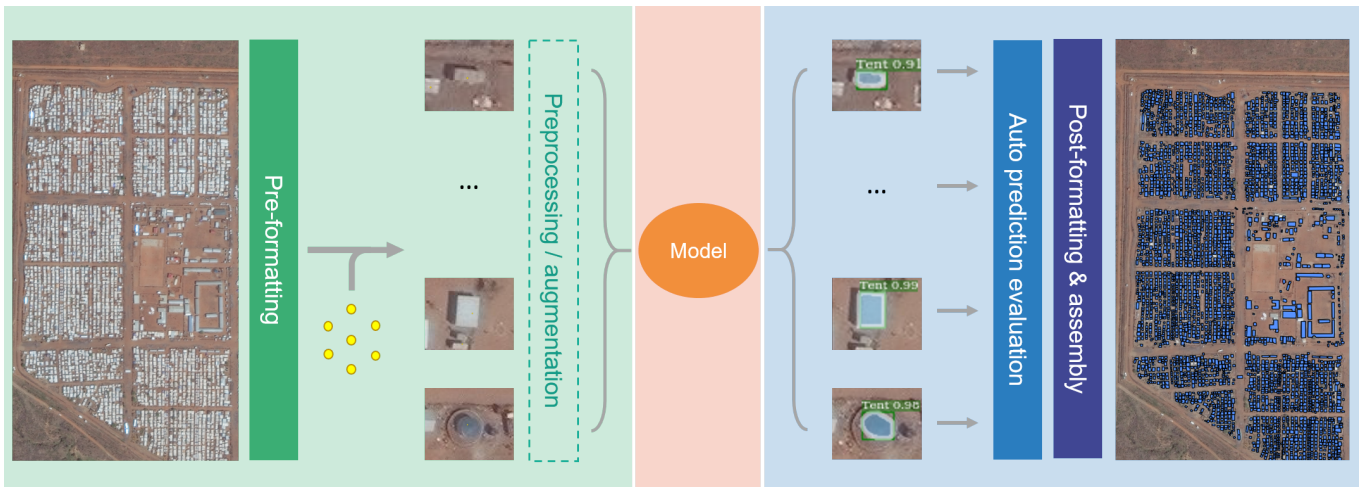 Pre-formatting
...
Preprocessing / augmentation
Model
Tent 0.91
...
Tent 0.99
Tent 0.98
Auto prediction evaluation
Post-formatting & assembly